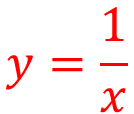 y = 1/x